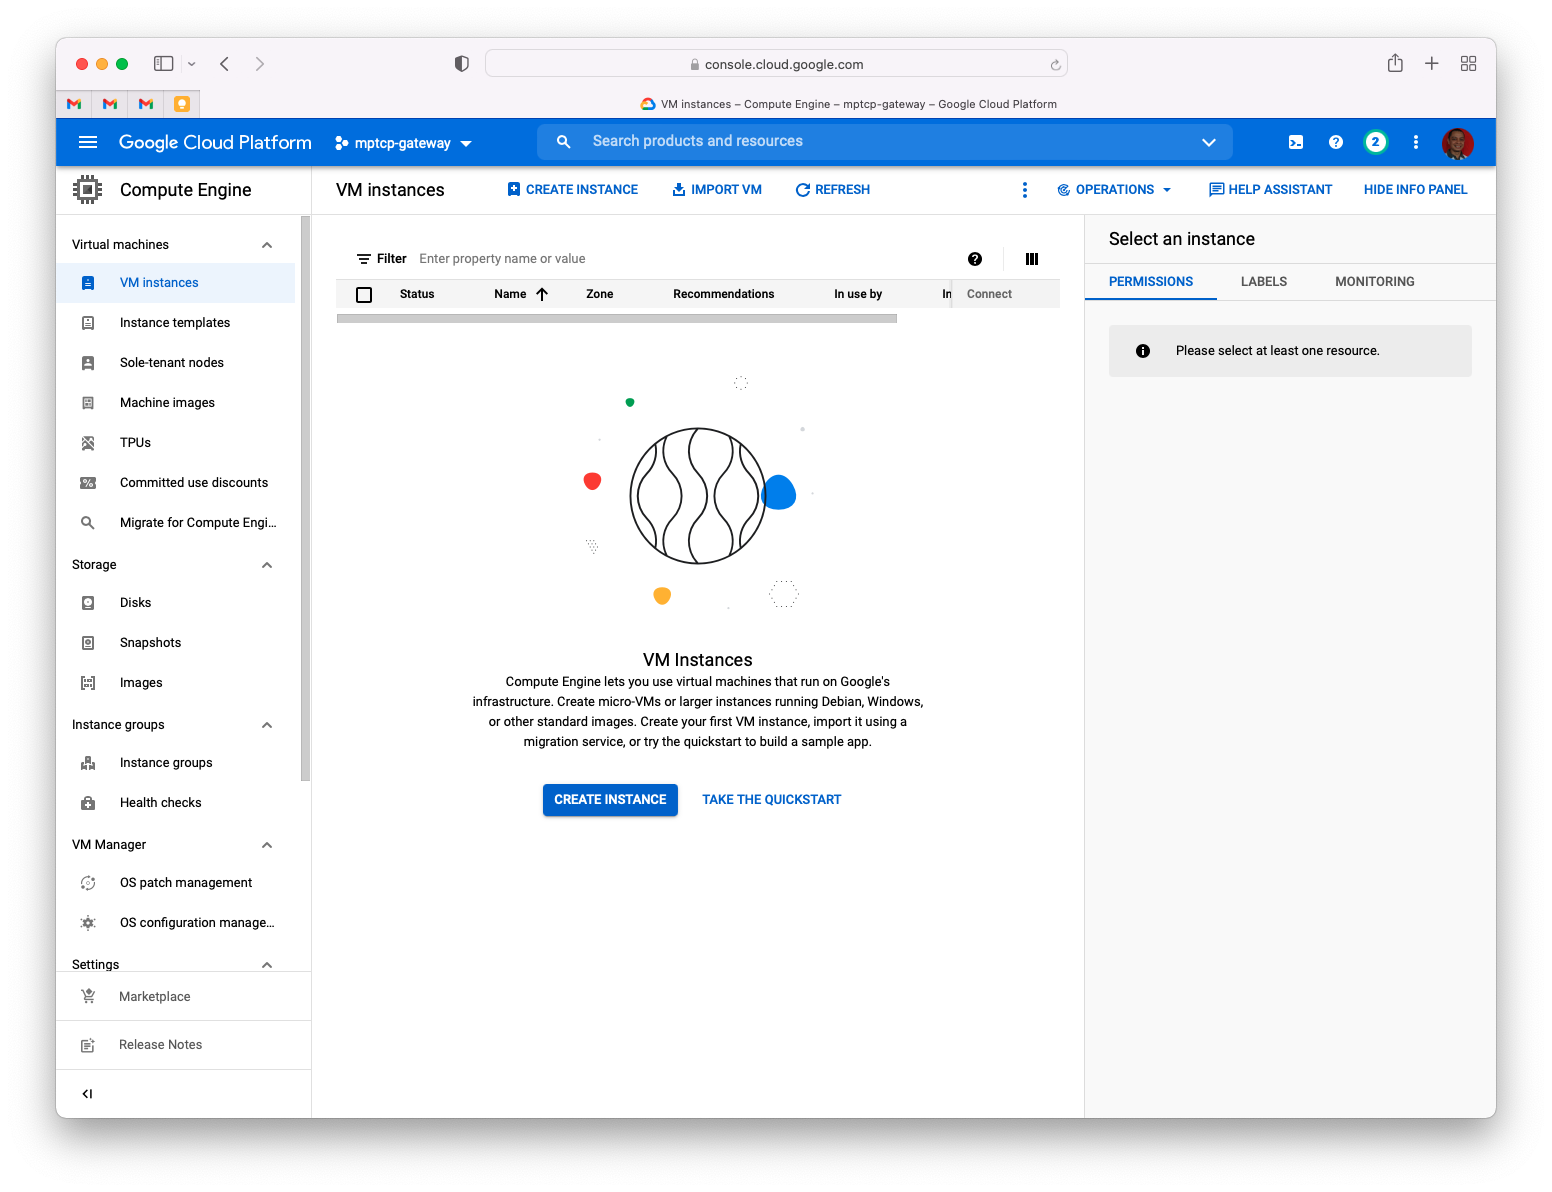 console.cloud.google.com
VM instances – Compute Engine – mptcp-gateway – Google Cloud Platform
Google Cloud Platform
mptcp-gateway
Search products and resources
2
Compute Engine
VM instances
CREATE INSTANCE
IMPORT VM
REFRESH
OPERATIONS
HELP ASSISTANT
HIDE INFO PANEL
Virtual machines
VM instances
Instance templates
Sole-tenant nodes
Machine images
TPUs
Committed use discounts
Migrate for Compute Engi...
Storage
Disks
Snapshots
Images
Instance groups
Instance groups
Health checks
VM Manager
OS patch management
OS configuration manage...
Settings
Marketplace
Release Notes
Filter Enter property name or value
Status Name Zone Recommendations In use by In Connect
VM Instances
Compute Engine lets you use virtual machines that run on Google's
infrastructure. Create micro-VMs or larger instances running Debian, Windows,
or other standard images. Create your first VM instance, import it using a
migration service, or try the quickstart to build a sample app.
CREATE INSTANCE
TAKE THE QUICKSTART
Select an instance
PERMISSIONS LABELS MONITORING
Please select at least one resource.